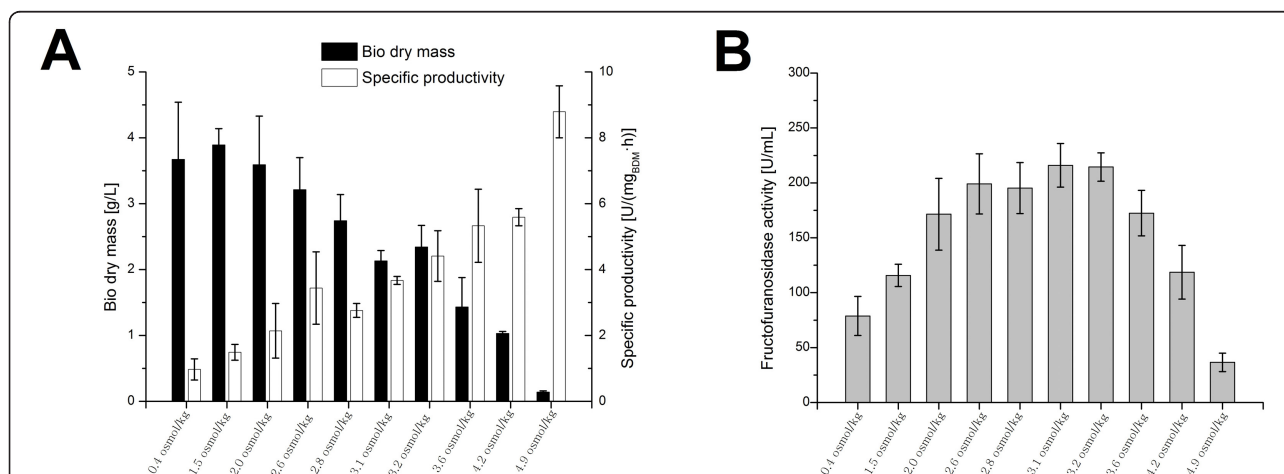 A
Bio dry mass
Specific productivity
Bio dry mass [g/L]
5
4
3
2
1
0
10
8
6
4
2
0
Specific productivity [U/(mg_BDM·h)]
0.4 osmol/kg
1.5 osmol/kg
2.0 osmol/kg
2.6 osmol/kg
2.8 osmol/kg
3.1 osmol/kg
3.2 osmol/kg
3.6 osmol/kg
4.2 osmol/kg
4.9 osmol/kg
B
Fructofuranosidase activity [U/mL]
300
250
200
150
100
50
0
0.4 osmol/kg
1.5 osmol/kg
2.0 osmol/kg
2.6 osmol/kg
2.8 osmol/kg
3.1 osmol/kg
3.2 osmol/kg
3.6 osmol/kg
4.2 osmol/kg
4.9 osmol/kg